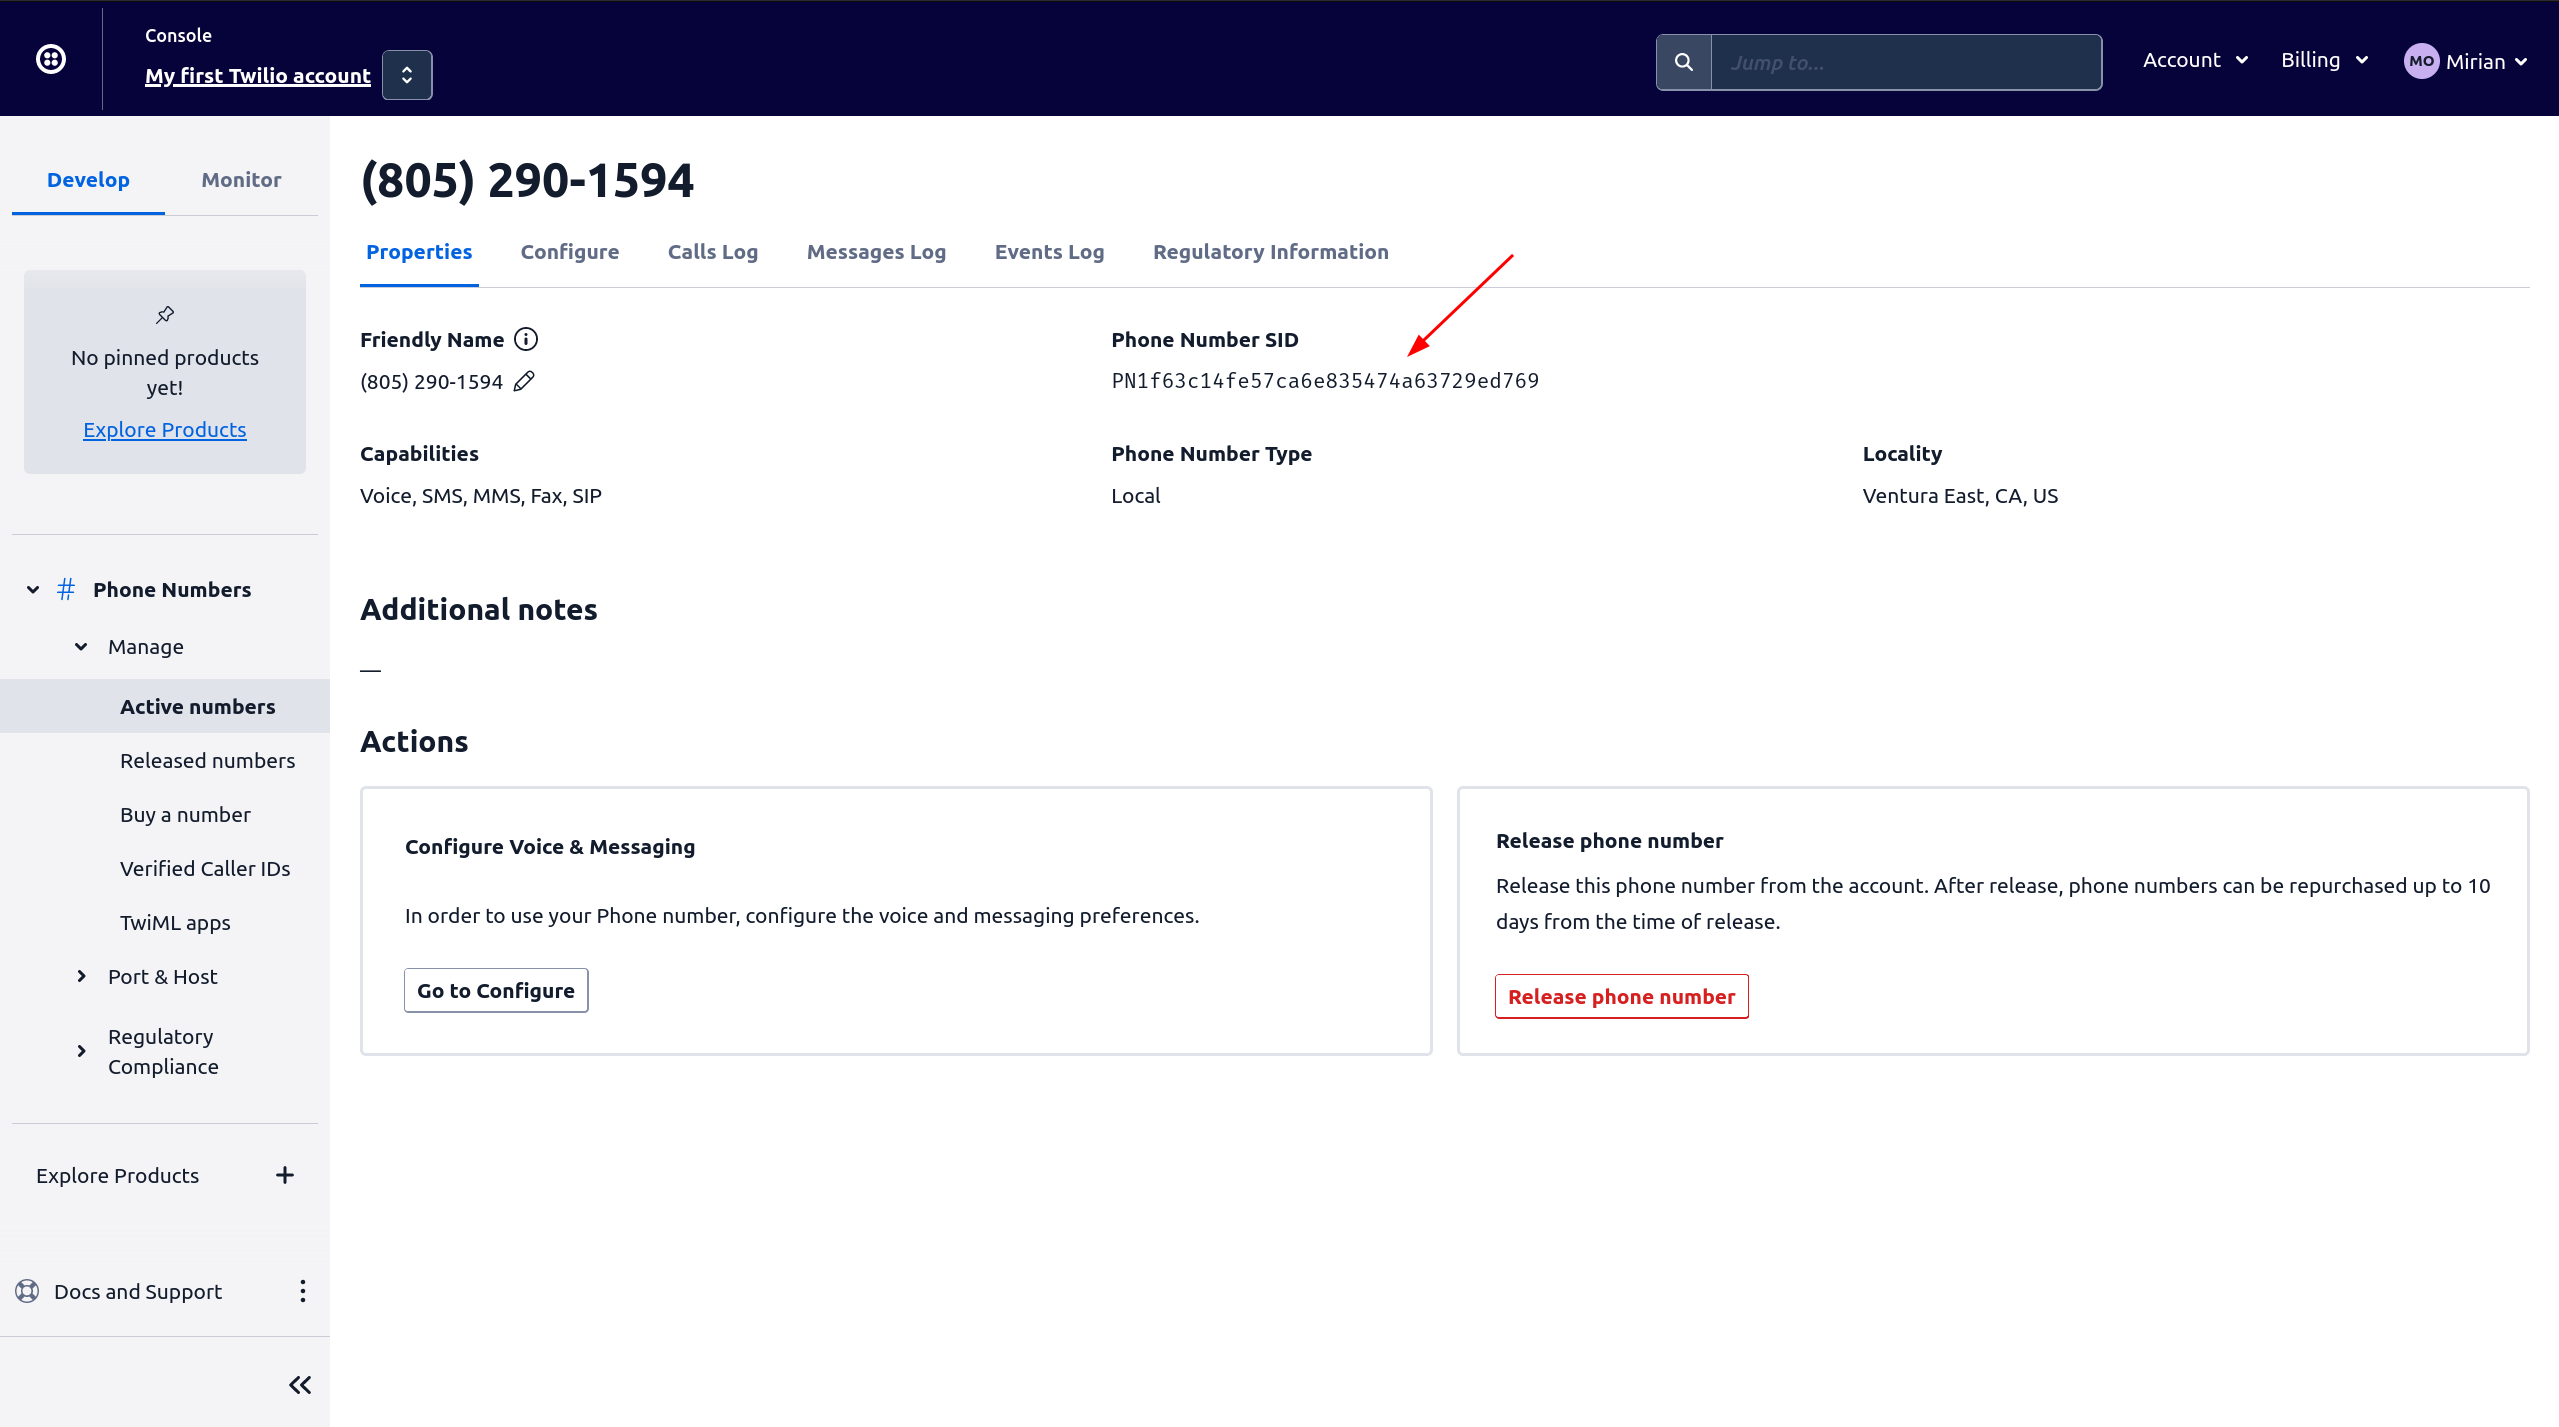 Console
My first Twilio account
Jump to...
Account
Billing
MO Mirian
Develop
Monitor
No pinned products
yet!
Explore Products
Phone Numbers
Manage
Active numbers
Released numbers
Buy a number
Verified Caller IDs
TwiML apps
Port & Host
Regulatory
Compliance
Explore Products
Docs and Support
(805) 290-1594
Properties
Configure
Calls Log
Messages Log
Events Log
Regulatory Information
Friendly Name
(805) 290-1594
Phone Number SID
PN1f63c14fe57ca6e835474a63729ed769
Capabilities
Voice, SMS, MMS, Fax, SIP
Phone Number Type
Local
Locality
Ventura East, CA, US
Additional notes
—
Actions
Configure Voice & Messaging
In order to use your Phone number, configure the voice and messaging preferences.
Go to Configure
Release phone number
Release this phone number from the account. After release, phone numbers can be repurchased up to 10
days from the time of release.
Release phone number